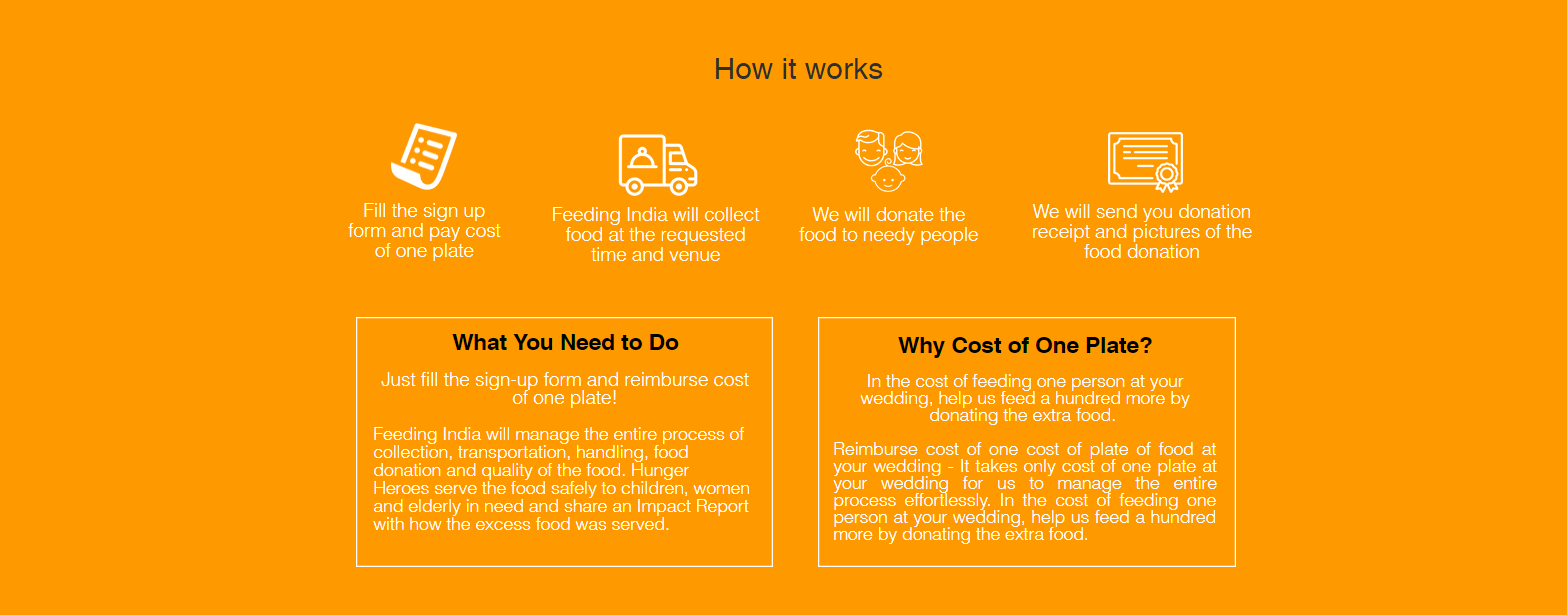 How it works
Fill the sign up
form and pay cost
of one plate
Feeding India will collect
food at the requested
time and venue
We will donate the
food to needy people
We will send you donation
receipt and pictures of the
food donation
What You Need to Do
Just fill the sign-up form and reimburse cost
of one plate!
Feeding India will manage the entire process of
collection, transportation, handling, food
donation and quality of the food. Hunger
Heroes serve the food safely to children, women
and elderly in need and share an Impact Report
with how the excess food was served.
Why Cost of One Plate?
In the cost of feeding one person at your
wedding, help us feed a hundred more by
donating the extra food.
Reimburse cost of one cost of plate of food at
your wedding - It takes only cost of one plate at
your wedding for us to manage the entire
process effortlessly. In the cost of feeding one
person at your wedding, help us feed a hundred
more by donating the extra food.